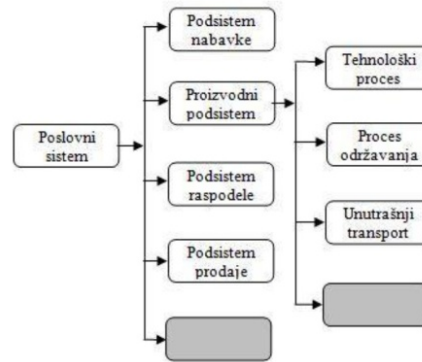 Poslovni
sistem
Podsistem
nabavke
Proizvodni
podsistem
Podsistem
raspodele
Podsistem
prodaje
Tehnološki
proces
Proces
održavanja
Unutrašnji
transport